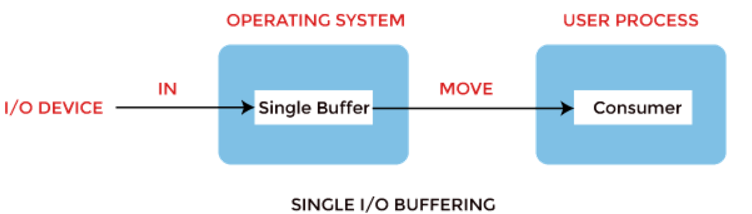 OPERATING SYSTEM
USER PROCESS
I/O DEVICE
IN
Single Buffer
MOVE
Consumer
SINGLE I/O BUFFERING